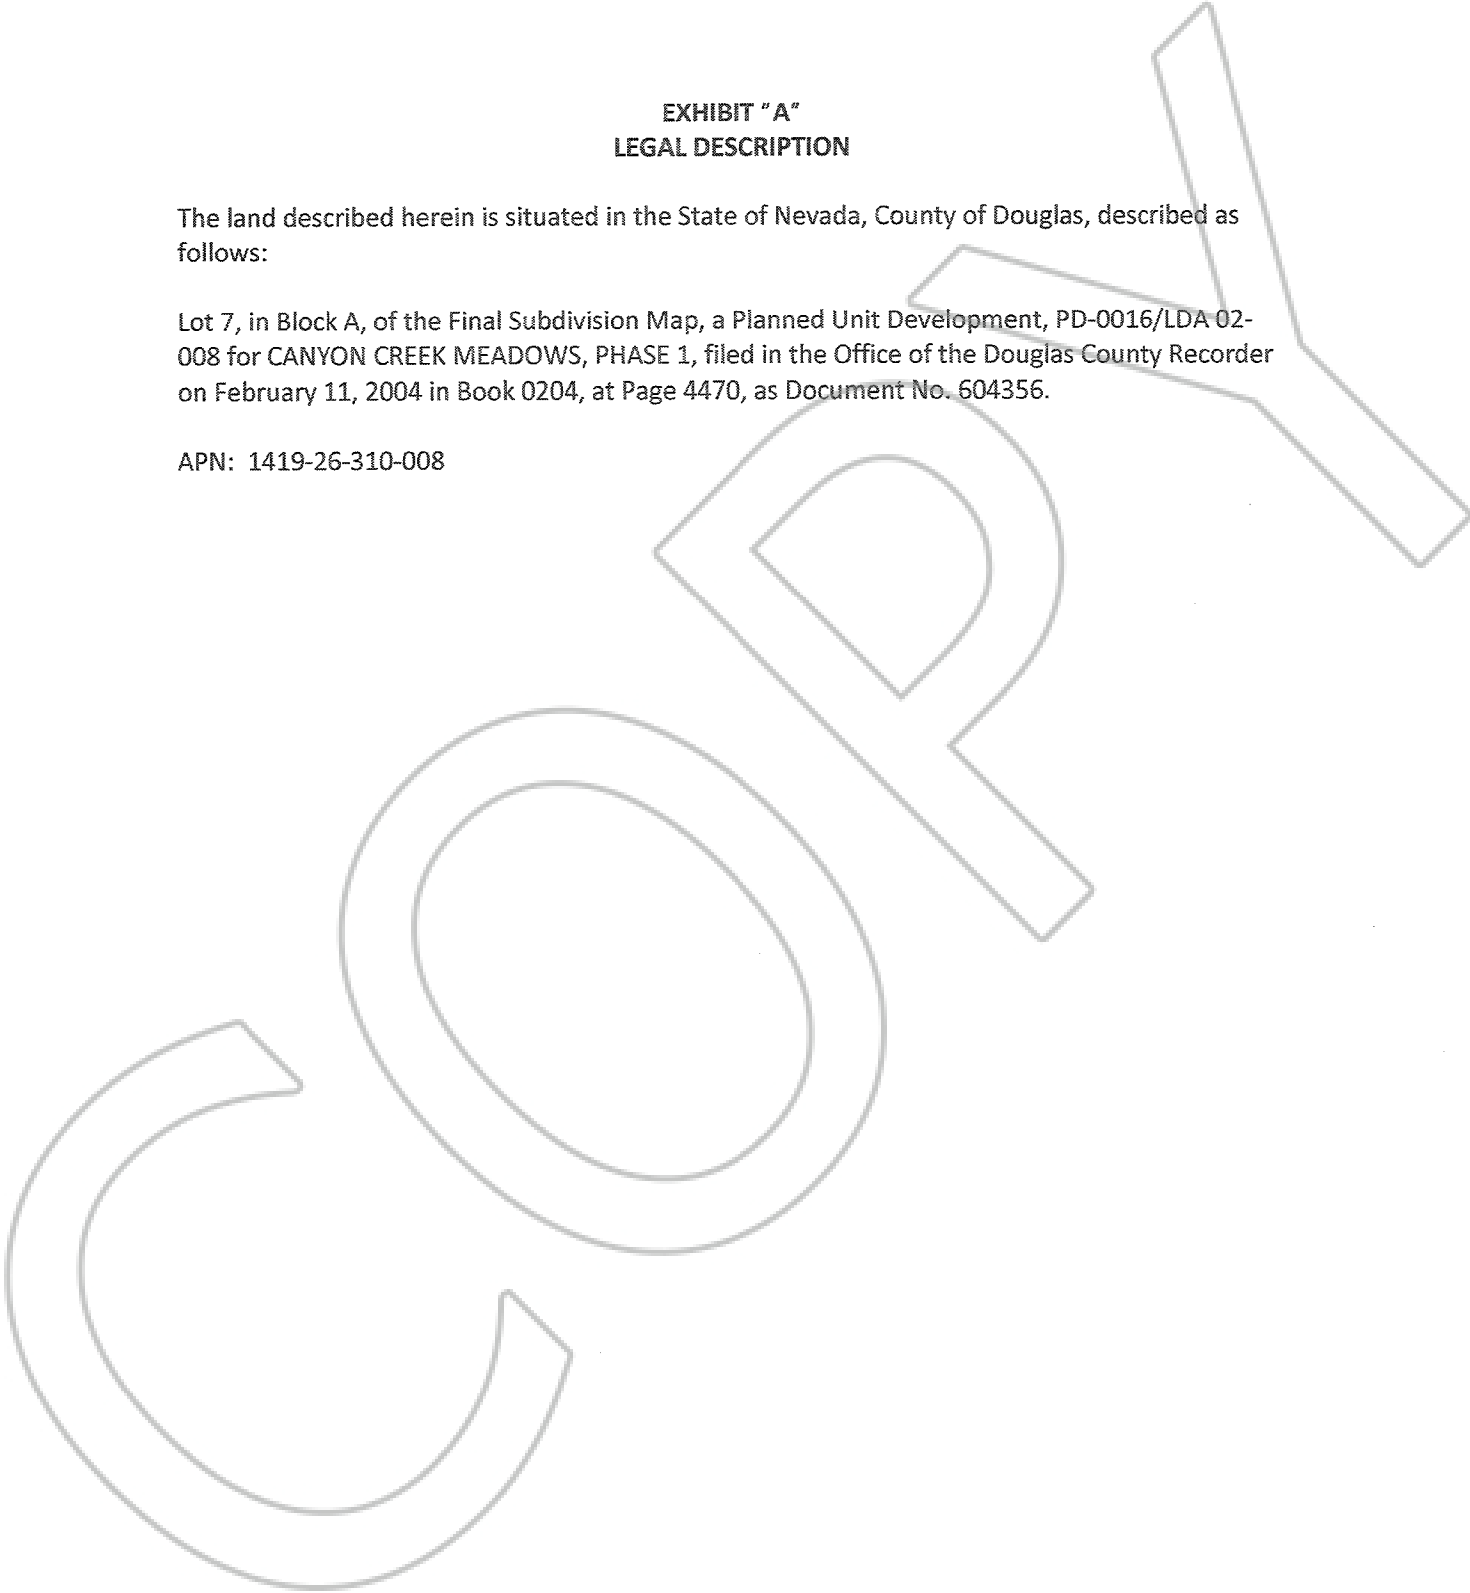 EXHIBIT "A"
LEGAL DESCRIPTION
The land described herein is situated in the State of Nevada, County of Douglas, described as
follows:
Lot 7, in Block A, of the Final Subdivision Map, a Planned Unit Development, PD-0016/LDA 02-
008 for CANYON CREEK MEADOWS, PHASE 1, filed in the Office of the Douglas County Recorder
on February 11, 2004 in Book 0204, at Page 4470, as Document No. 604356.
APN:  1419-26-310-008
COPY